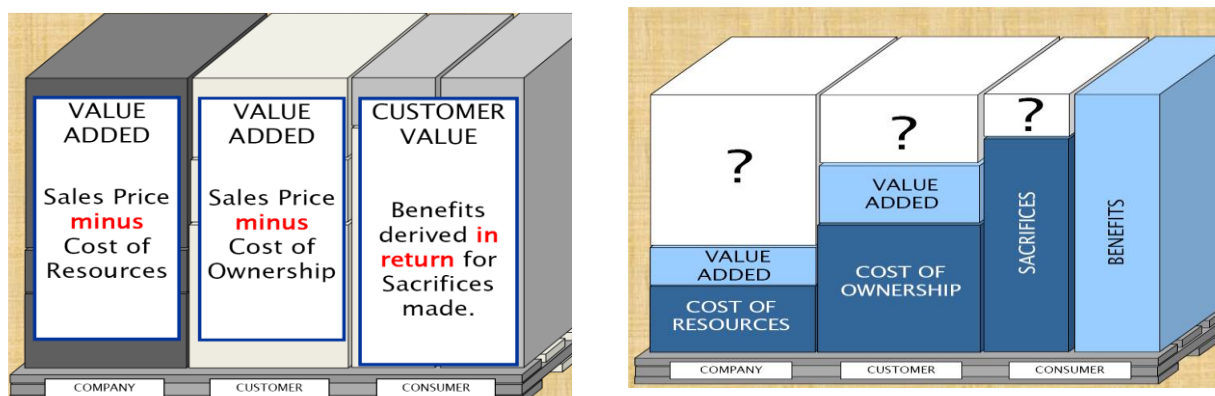 VALUE
ADDED
Sales Price
minus
Cost of
Resources
VALUE
ADDED
Sales Price
minus
Cost of
Ownership
CUSTOMER
VALUE
Benefits
derived in
return for
Sacrifices
made.
COMPANY
CUSTOMER
CONSUMER
?
VALUE
ADDED
COST OF
RESOURCES
?
VALUE
ADDED
COST OF
OWNERSHIP
?
SACRIFICES
BENEFITS
COMPANY
CUSTOMER
CONSUMER